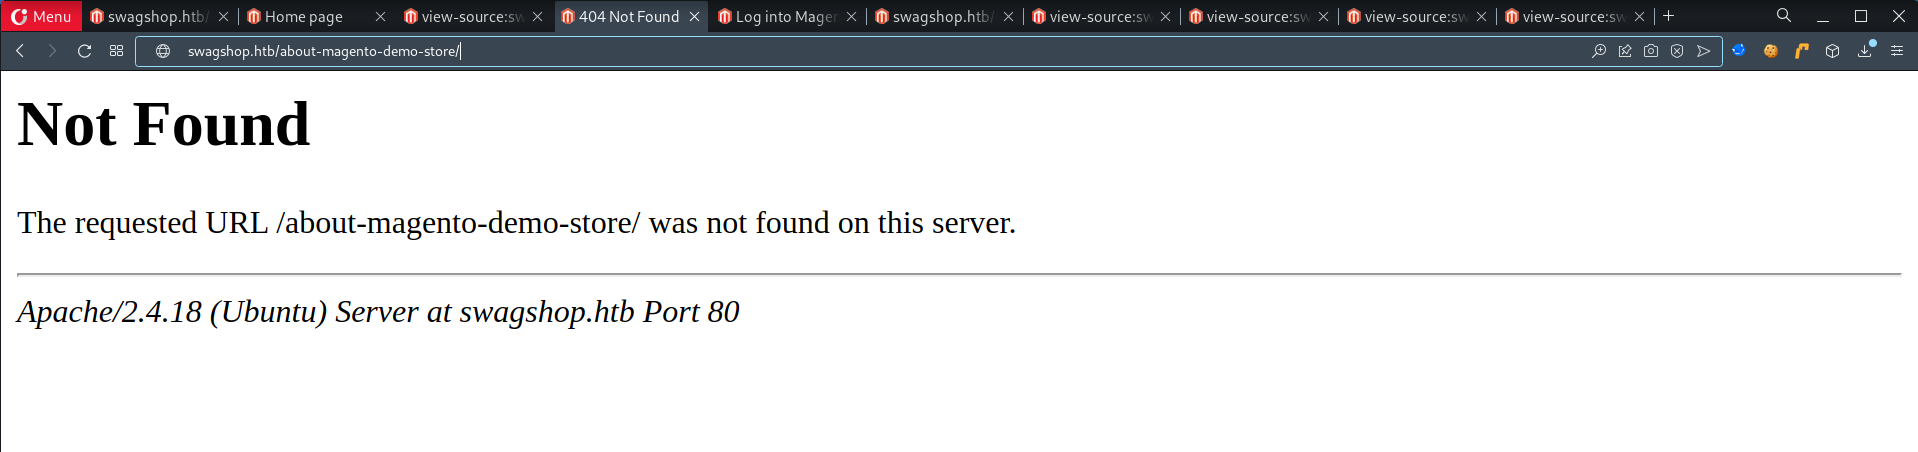 Menu swagshop.htb/ Home page view-source:sw 404 Not Found Log into Magen swagshop.htb/ view-source:sw view-source:sw view-source:sw view-source:sw
swagshop.htb/about-magento-demo-store/
Not Found
The requested URL /about-magento-demo-store/ was not found on this server.
Apache/2.4.18 (Ubuntu) Server at swagshop.htb Port 80